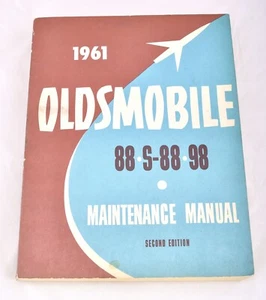 1961
OLDSMOBILE
88·S-88·98
MAINTENANCE MANUAL
SECOND EDITION